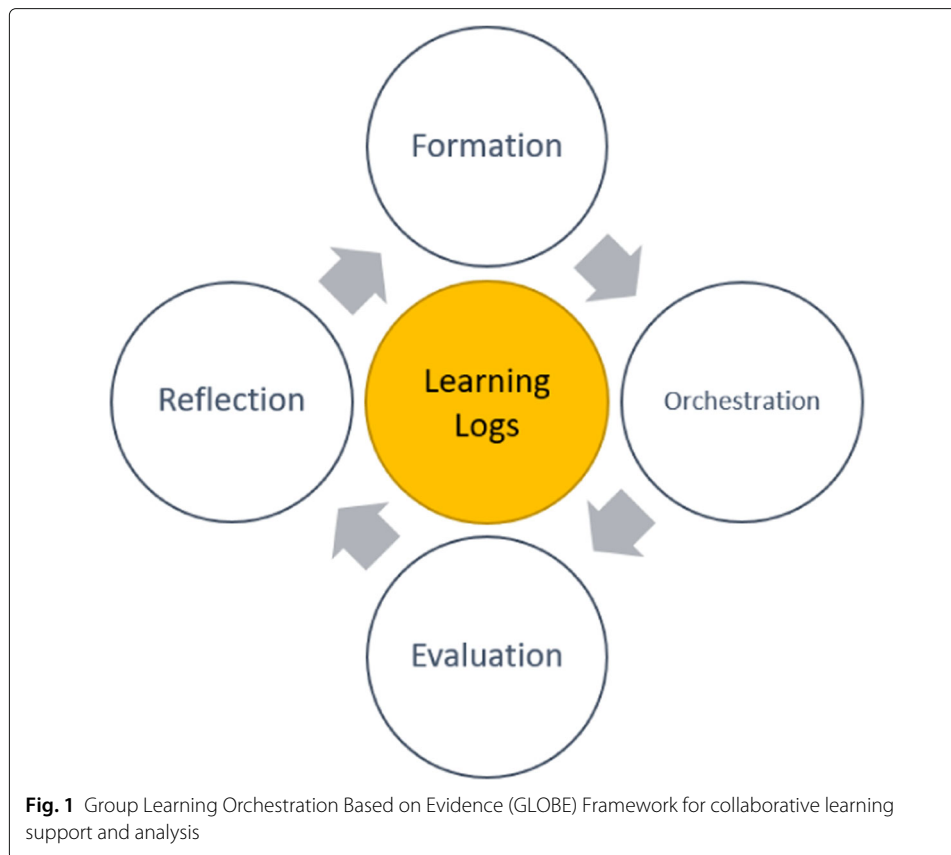 Formation
Reflection
Learning
Logs
Orchestration
Evaluation
Fig. 1 Group Learning Orchestration Based on Evidence (GLOBE) Framework for collaborative learning
support and analysis